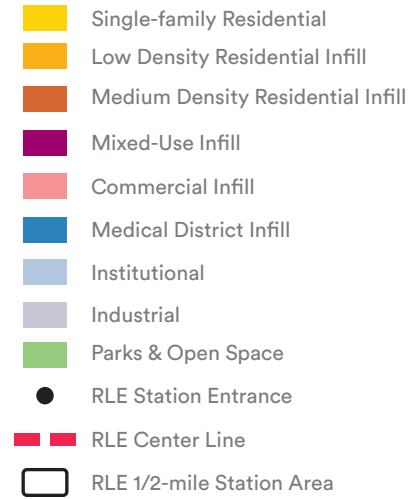 Single-family Residential
Low Density Residential Infill
Medium Density Residential Infill
Mixed-Use Infill
Commercial Infill
Medical District Infill
Institutional
Industrial
Parks & Open Space
RLE Station Entrance
RLE Center Line
RLE 1/2-mile Station Area